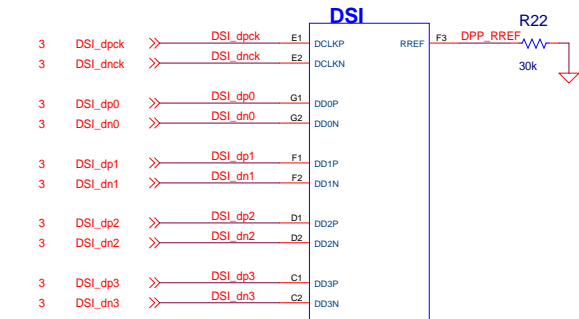 DSI
R22
3 DSI_dpck DSI_dpck E1 DCLKP RREF F3 DPP_RREF
3 DSI_dnck DSI_dnck E2 DCLKN
30k
3 DSI_dp0 DSI_dp0 G1 DD0P
3 DSI_dn0 DSI_dn0 G2 DD0N
3 DSI_dp1 DSI_dp1 F1 DD1P
3 DSI_dn1 DSI_dn1 F2 DD1N
3 DSI_dp2 DSI_dp2 D1 DD2P
3 DSI_dn2 DSI_dn2 D2 DD2N
3 DSI_dp3 DSI_dp3 C1 DD3P
3 DSI_dn3 DSI_dn3 C2 DD3N